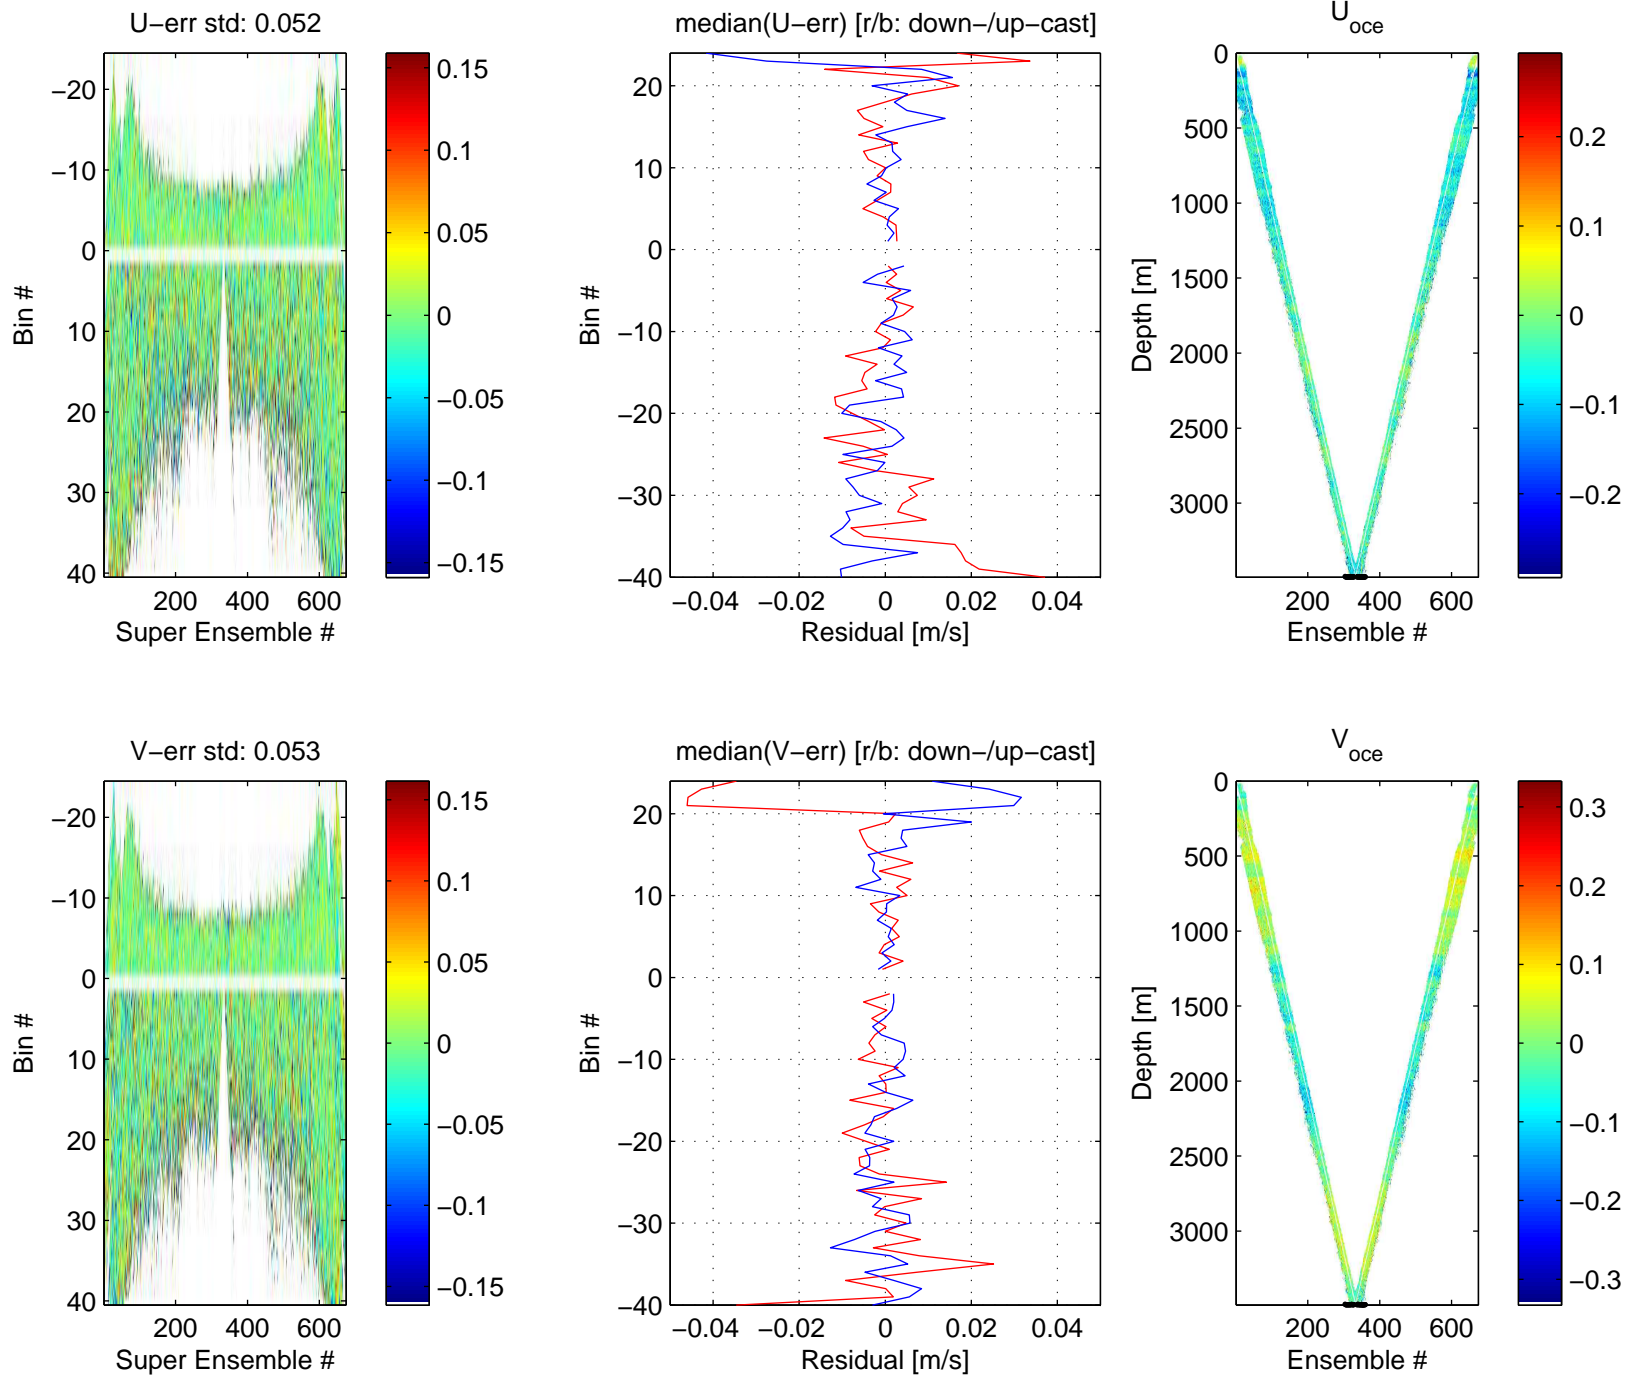 U−err std: 0.052
−20
−10
0
10
20
30
40
Bin #
200 400 600
Super Ensemble #
0.15
0.1
0.05
0
−0.05
−0.1
−0.15
median(U−err) [r/b: down−/up−cast]
20
10
0
−10
−20
−30
−40
Bin #
−0.04 −0.02 0 0.02 0.04
Residual [m/s]
U_oce
0
500
1000
1500
2000
2500
3000
Depth [m]
200 400 600
Ensemble #
0.2
0.1
0
−0.1
−0.2
V−err std: 0.053
−20
−10
0
10
20
30
40
Bin #
200 400 600
Super Ensemble #
0.15
0.1
0.05
0
−0.05
−0.1
−0.15
median(V−err) [r/b: down−/up−cast]
20
10
0
−10
−20
−30
−40
Bin #
−0.04 −0.02 0 0.02 0.04
Residual [m/s]
V_oce
0
500
1000
1500
2000
2500
3000
Depth [m]
200 400 600
Ensemble #
0.3
0.2
0.1
0
−0.1
−0.2
−0.3